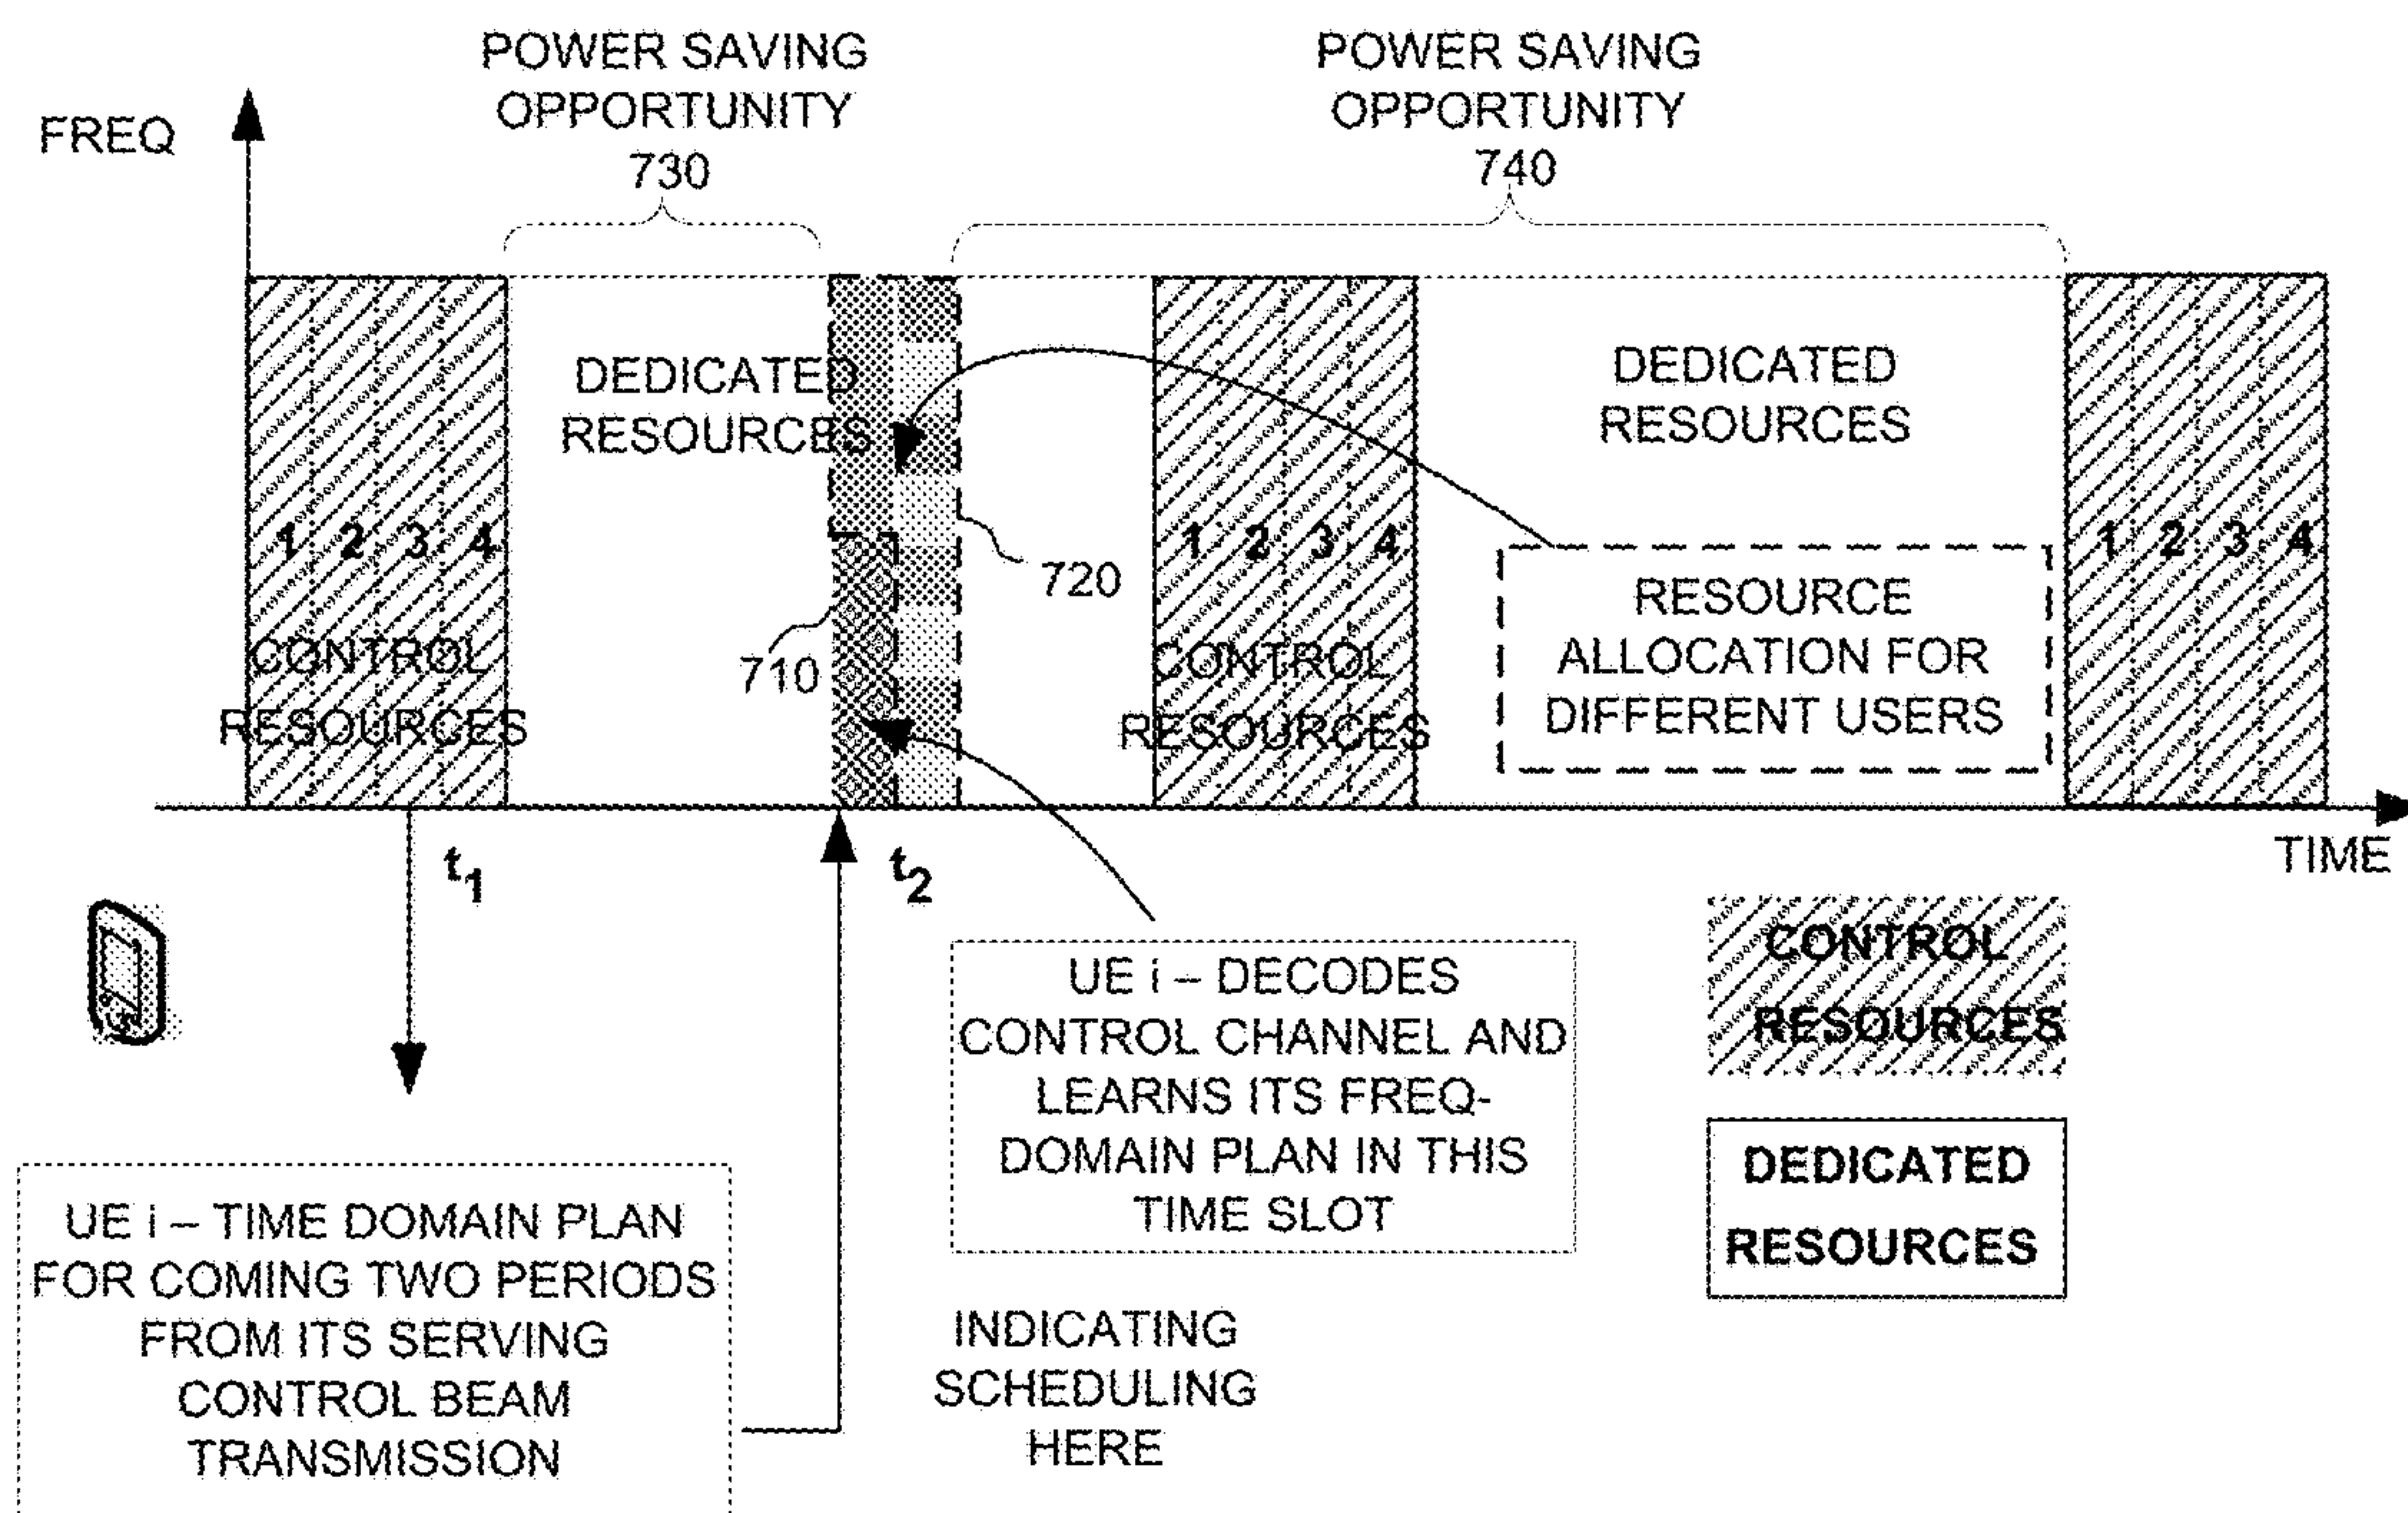 POWER SAVING
OPPORTUNITY
730
POWER SAVING
OPPORTUNITY
740
FREQ
DEDICATED
RESOURCES
DEDICATED
RESOURCES
1 2 3 4
1 2 3 4
1 2 3 4
720
RESOURCE
ALLOCATION FOR
DIFFERENT USERS
CONTROL
RESOURCES
710
CONTROL
RESOURCES
t1
t2
TIME
UE i – TIME DOMAIN PLAN
FOR COMING TWO PERIODS
FROM ITS SERVING
CONTROL BEAM
TRANSMISSION
UE i – DECODES
CONTROL CHANNEL AND
LEARNS ITS FREQ-
DOMAIN PLAN IN THIS
TIME SLOT
INDICATING
SCHEDULING
HERE
CONTROL
RESOURCES
DEDICATED
RESOURCES